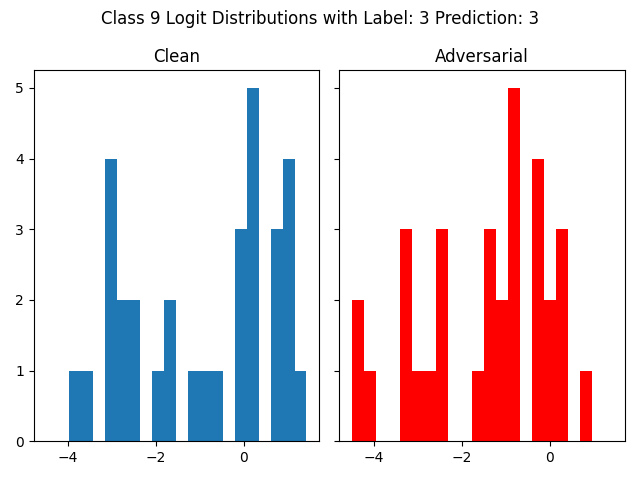 Class 9 Logit Distributions with Label: 3 Prediction: 3
Clean
Adversarial
5
4
3
2
1
0
−4 −2 0
−4 −2 0